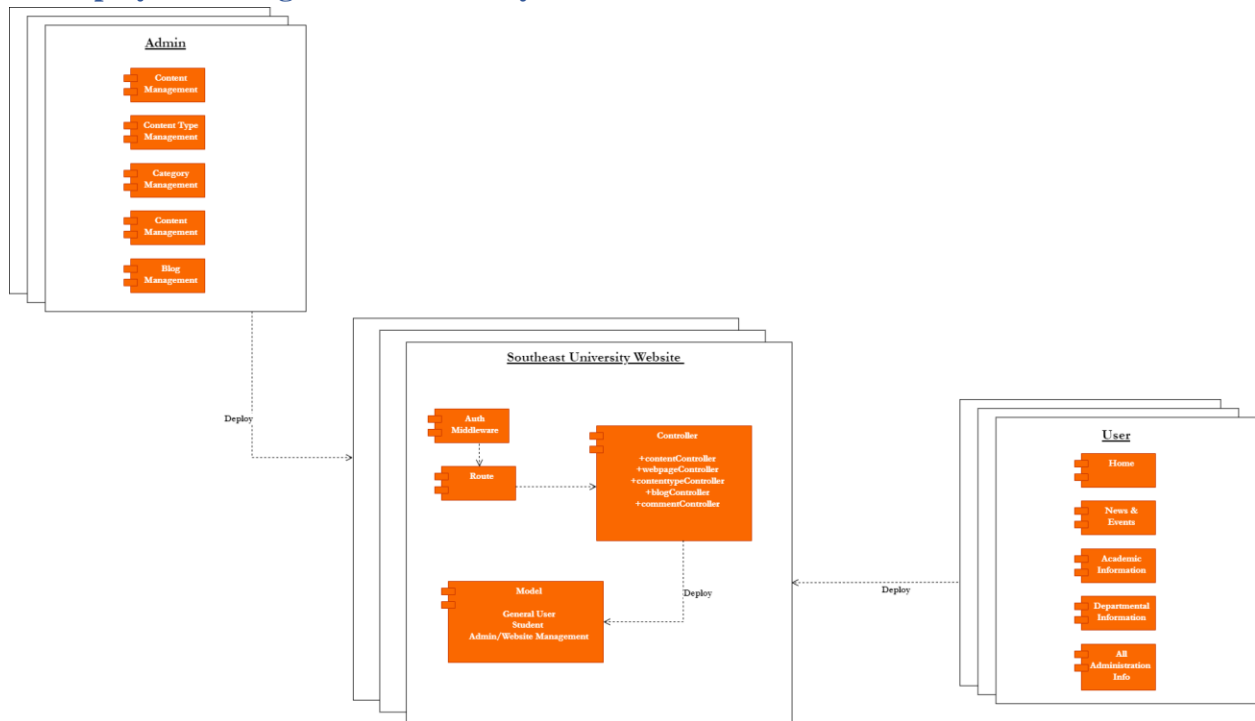 Admin
Content
Management
Content Type
Management
Category
Management
Content
Management
Blog
Management
Deploy
Southeast University Website
Auth
Middleware
Route
Controller
+contentController
+webpageController
+contenttypeController
+blogController
+commentController
Deploy
Model
General User
Student
Admin/Website Management
Deploy
User
Home
News &
Events
Academic
Information
Departmental
Information
All
Administration
Info